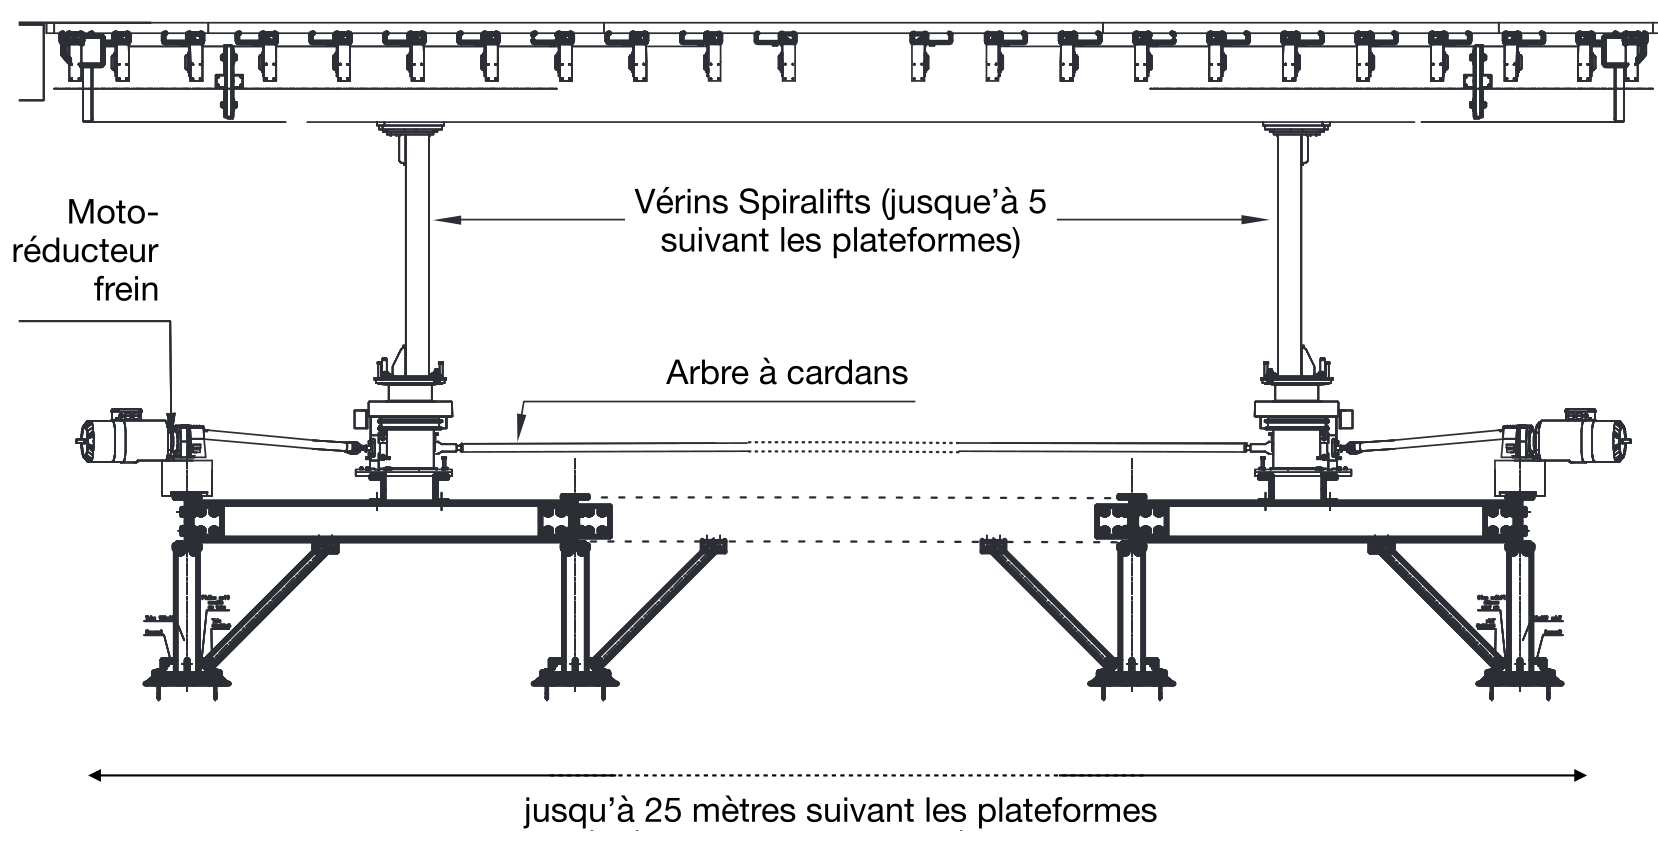 Vérins Spiralifts (jusque’à 5
suivant les plateformes)
Moto-
réducteur
frein
Arbre à cardans
jusqu’à 25 mètres suivant les plateformes